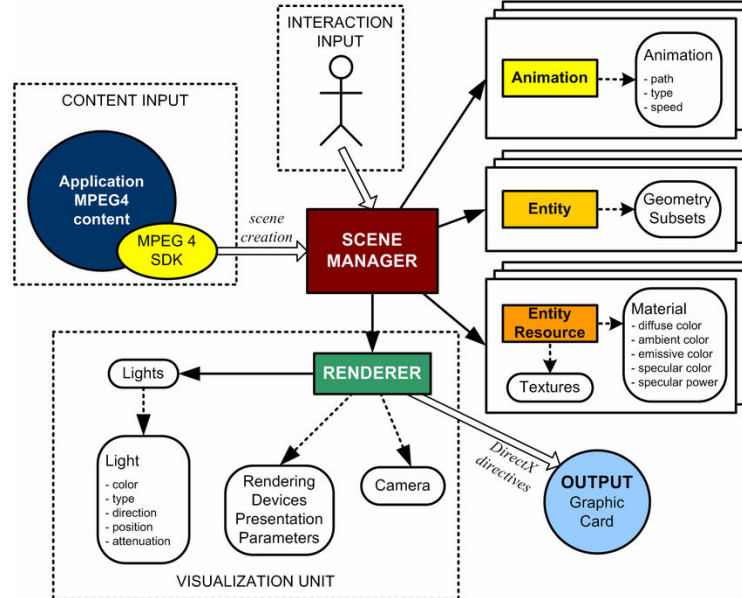 INTERACTION
INPUT
CONTENT INPUT
Application
MPEG4
content
MPEG 4
SDK
scene
creation
SCENE
MANAGER
Animation
Animation
- path
- type
- speed
Entity
Geometry
Subsets
Entity
Resource
Material
- diffuse color
- ambient color
- emissive color
- specular color
- specular power
Textures
RENDERER
Lights
Light
- color
- type
- direction
- position
- attenuation
Rendering
Devices
Presentation
Parameters
Camera
DirectX
directives
OUTPUT
Graphic
Card
VISUALIZATION UNIT